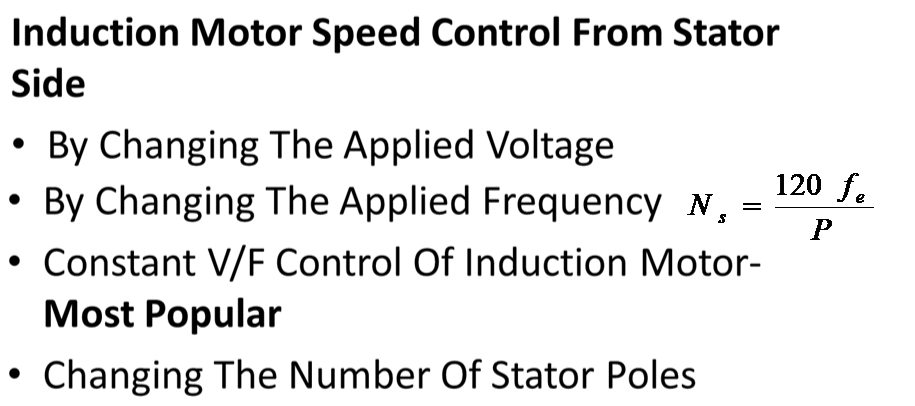 Induction Motor Speed Control From Stator
Side
• By Changing The Applied Voltage
• By Changing The Applied Frequency N_s = 120 f_e / P
• Constant V/F Control Of Induction Motor-
Most Popular
• Changing The Number Of Stator Poles